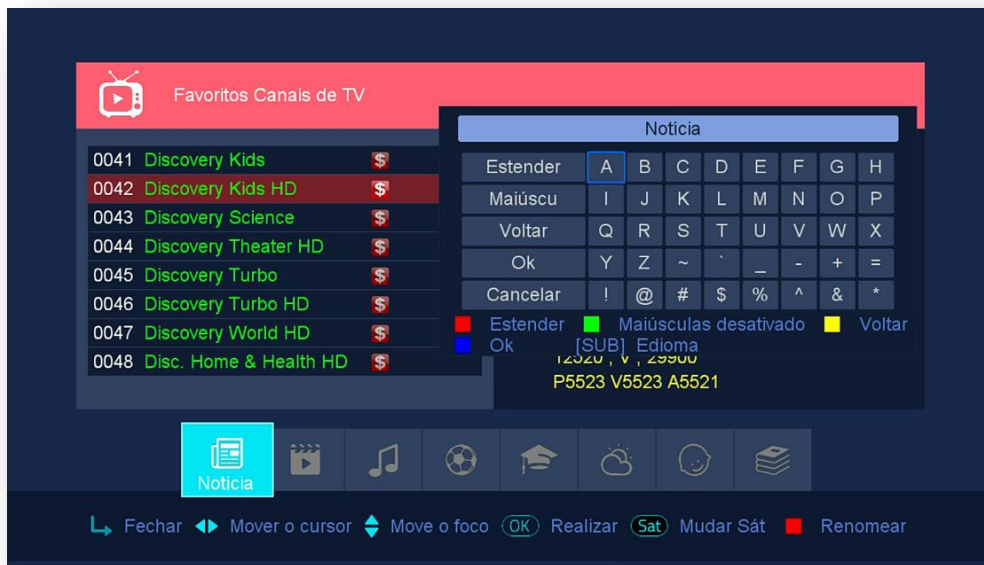 Favoritos Canais de TV
0041 Discovery Kids $
0042 Discovery Kids HD $
0043 Discovery Science $
0044 Discovery Theater HD $
0045 Discovery Turbo $
0046 Discovery Turbo HD $
0047 Discovery World HD $
0048 Disc. Home & Health HD $
Notícia
Estender A B C D E F G H
Maiúscu I J K L M N O P
Voltar Q R S T U V W X
Ok Y Z ~ ` _ - + =
Cancelar ! @ # $ % ^ & *
Estender Maiúsculas desativado Voltar
Ok [SUB] Edioma
P5523 V5523 A5521
Noticia
Fechar Mover o cursor Move o foco OK Realizar Sat Mudar Sát Renomear